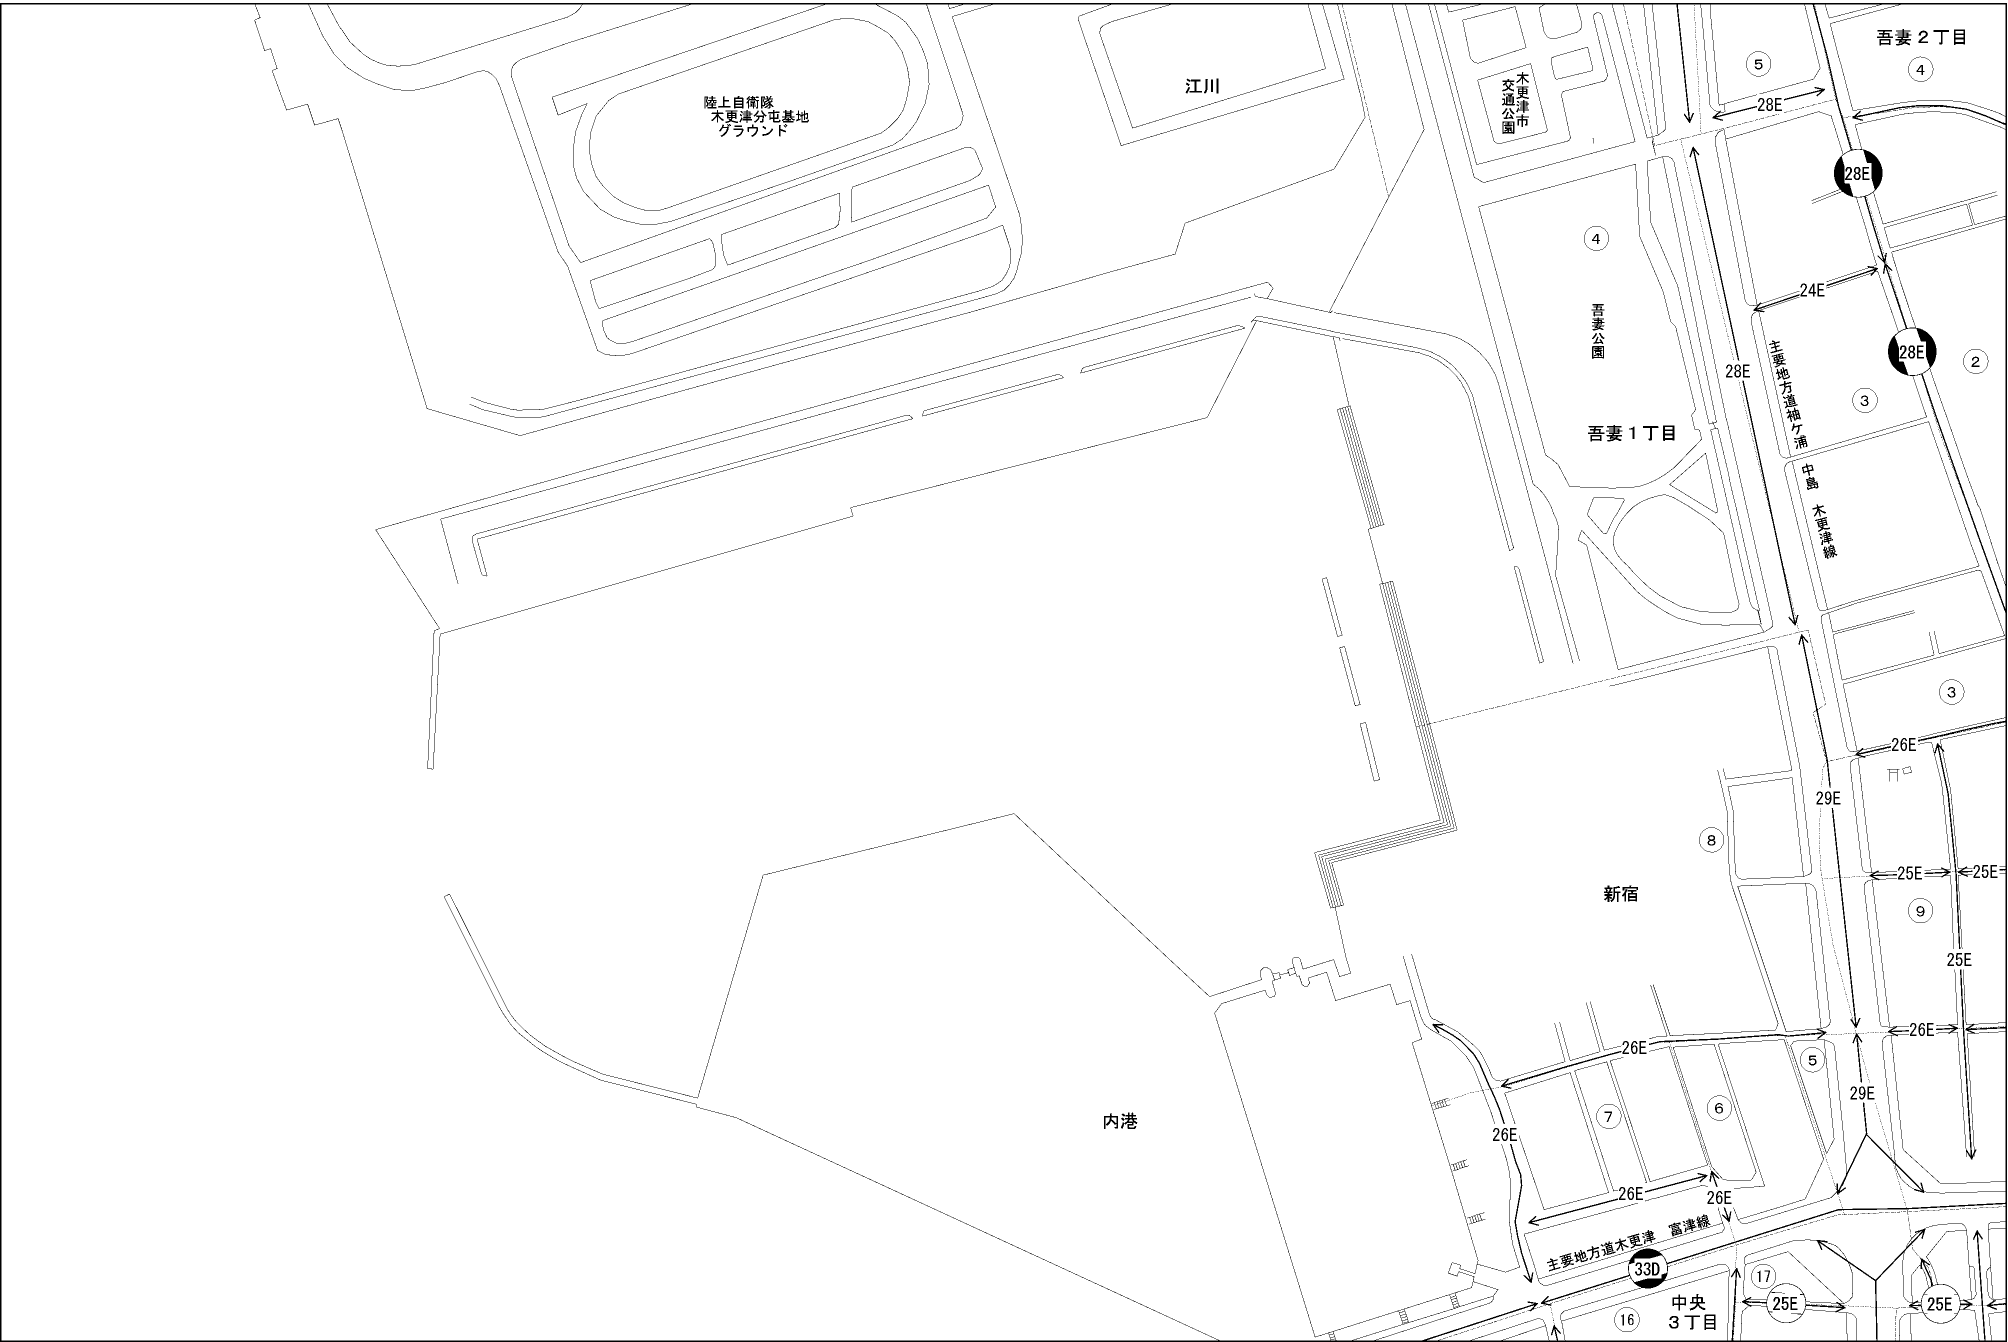 吾妻２丁目
④
⑤
28E
江川
木更津市
交通公園
陸上自衛隊
木更津分屯基地
グラウンド
28E
④
24E
吾妻公園
28E
28E
②
③
主要地方道袖ケ浦
中島　木更津線
吾妻１丁目
③
26E
29E
⑧
25E
25E
新宿
⑨
25E
26E
26E
⑤
29E
⑦
⑥
内港
26E
26E
26E
主要地方道木更津　富津線
33D
⑰
25E
25E
中央
３丁目
⑯